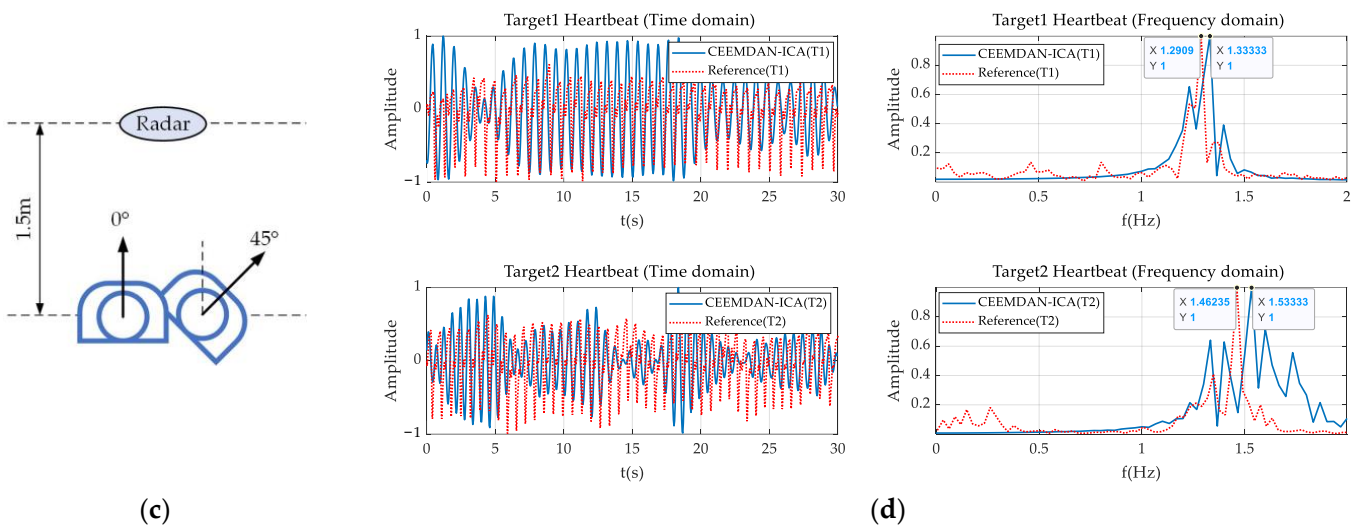 Radar
1.5m
0°
45°
(c)
Target1 Heartbeat (Time domain)
CEEMDAN-ICA(T1)
Reference(T1)
Amplitude
1
0
−1
0 5 10 15 20 25 30
t(s)
Target1 Heartbeat (Frequency domain)
CEEMDAN-ICA(T1)
Reference(T1)
X 1.2909
Y 1
X 1.33333
Y 1
Amplitude
0.8
0.6
0.4
0.2
0 0.5 1 1.5 2
f(Hz)
Target2 Heartbeat (Time domain)
CEEMDAN-ICA(T2)
Reference(T2)
Amplitude
1
0
−1
0 5 10 15 20 25 30
t(s)
Target2 Heartbeat (Frequency domain)
CEEMDAN-ICA(T2)
Reference(T2)
X 1.46235
Y 1
X 1.53333
Y 1
Amplitude
0.8
0.6
0.4
0.2
0 0.5 1 1.5
f(Hz)
(d)